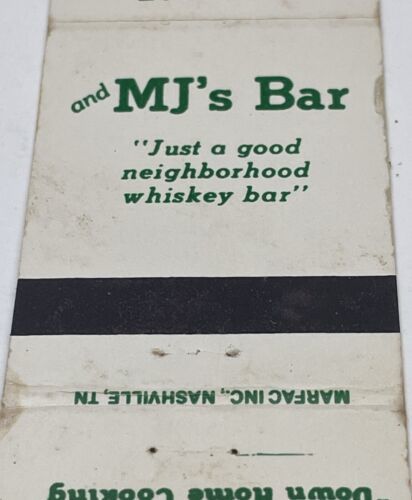 and MJ's Bar
"Just a good
neighborhood
whiskey bar"
MARFAC INC., NASHVILLE, TN
"Down Home Cooking